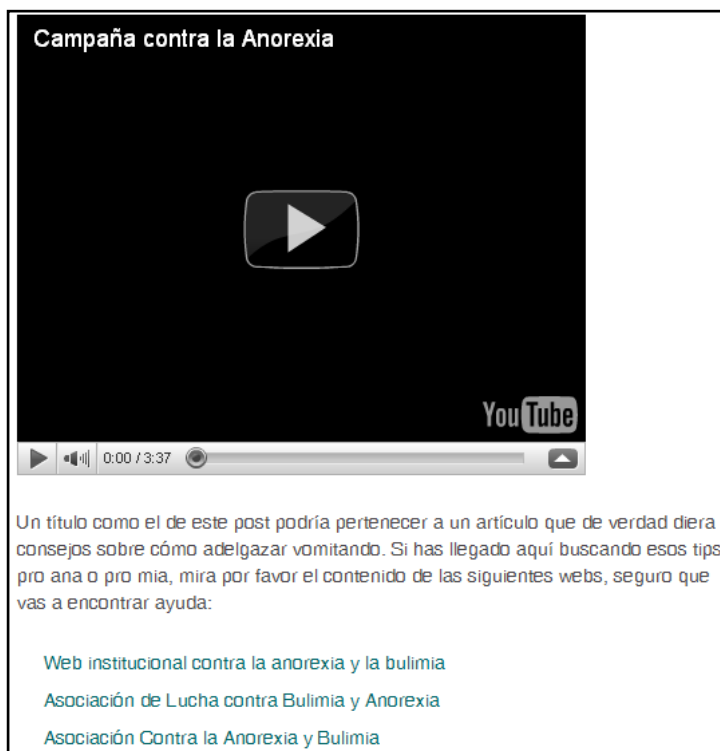 Campaña contra la Anorexia
YouTube
0:00 / 3:37
Un título como el de este post podría pertenecer a un artículo que de verdad diera
consejos sobre cómo adelgazar vomitando. Si has llegado aquí buscando esos tips
pro ana o pro mia, mira por favor el contenido de las siguientes webs, seguro que
vas a encontrar ayuda:
Web institucional contra la anorexia y la bulimia
Asociación de Lucha contra Bulimia y Anorexia
Asociación Contra la Anorexia y Bulimia